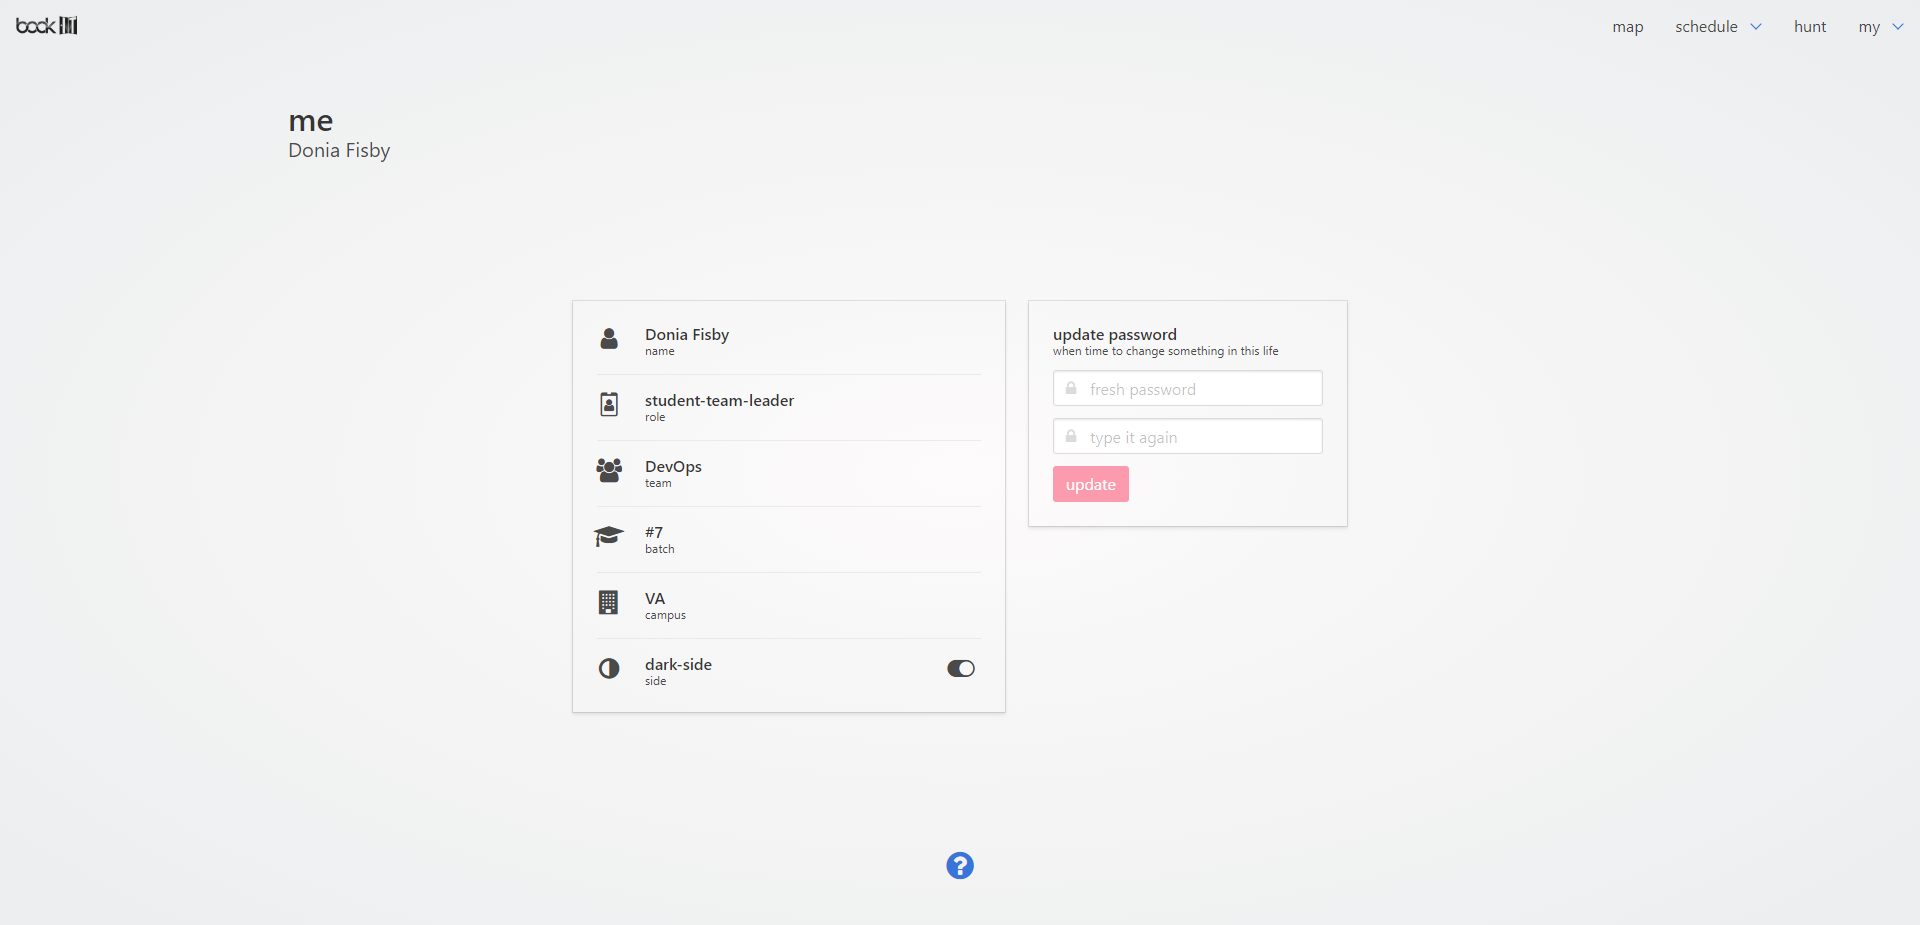 book IT
map schedule hunt my
me
Donia Fisby
Donia Fisby
name
student-team-leader
role
DevOps
team
#7
batch
VA
campus
dark-side
side
update password
when time to change something in this life
fresh password
type it again
update
?